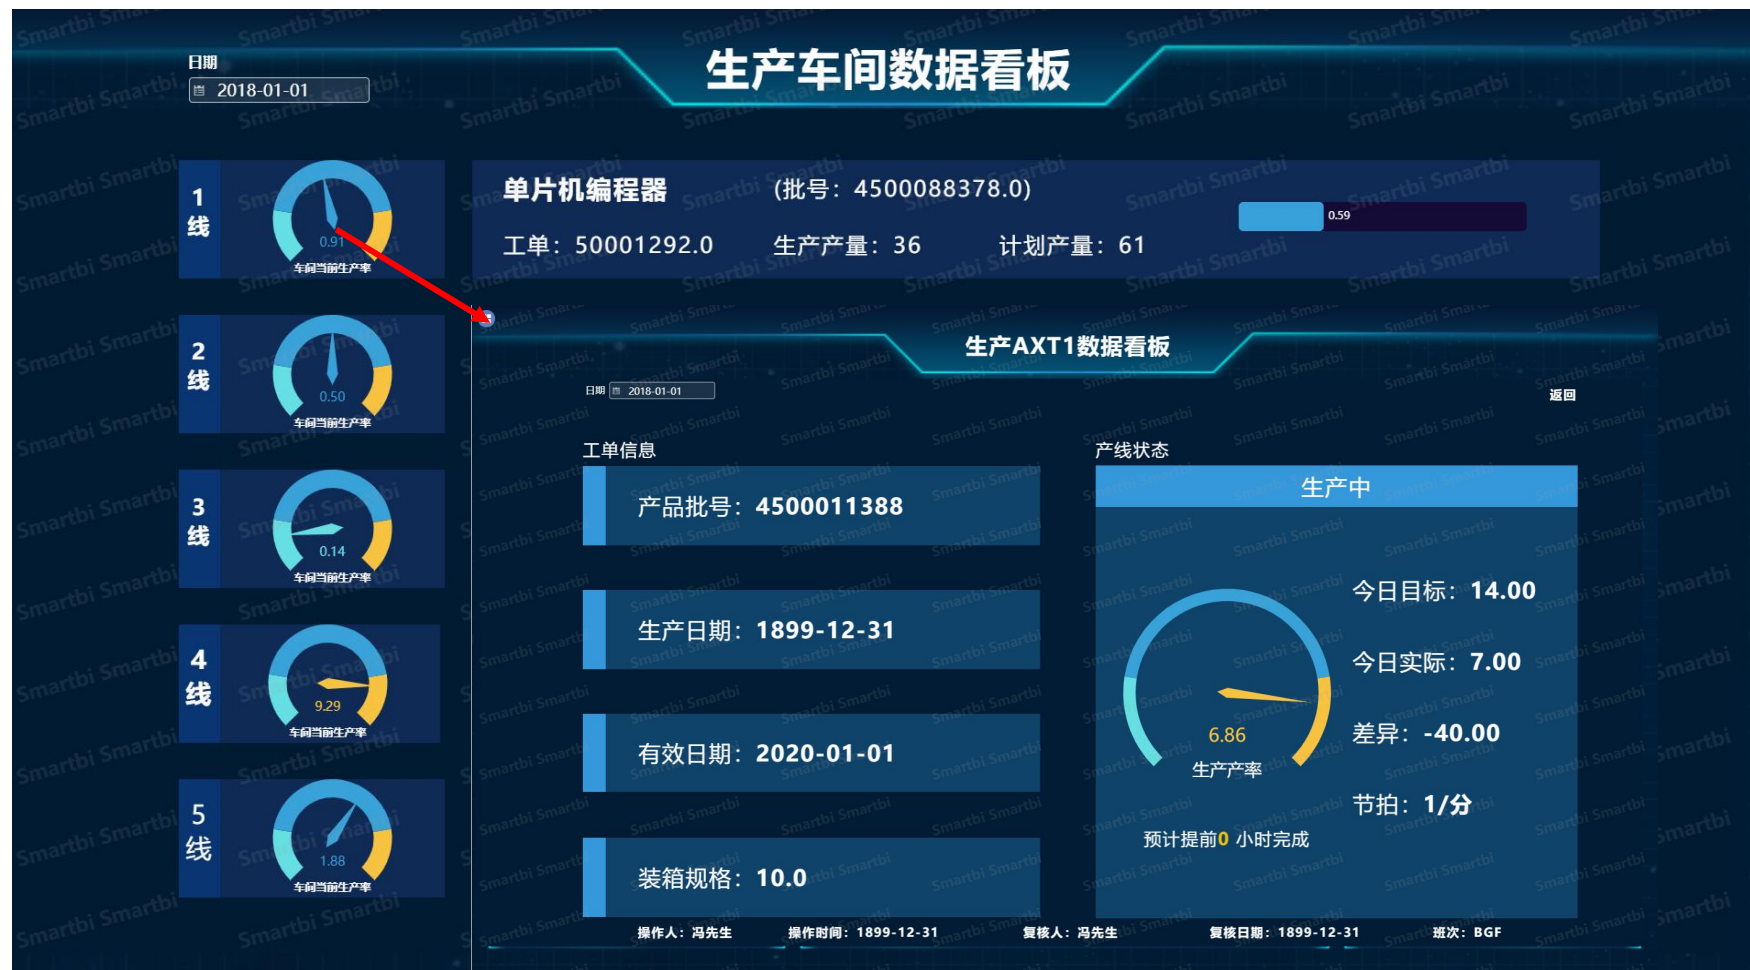 生产车间数据看板
日期
2018-01-01
1线
0.91
车间当前生产率
单片机编程器
(批号：4500088378.0)
工单：50001292.0
生产产量：36
计划产量：61
0.59
2线
0.50
车间当前生产率
3线
0.14
车间当前生产率
4线
9.29
车间当前生产率
5线
1.88
车间当前生产率
生产AXT1数据看板
日期
2018-01-01
返回
工单信息
产品批号：4500011388
生产日期：1899-12-31
有效日期：2020-01-01
装箱规格：10.0
产线状态
生产中
6.86
生产产率
今日目标：14.00
今日实际：7.00
差异：-40.00
节拍：1/分
预计提前0 小时完成
操作人：冯先生
操作时间：1899-12-31
复核人：冯先生
复核日期：1899-12-31
班次：BGF
Smartbi